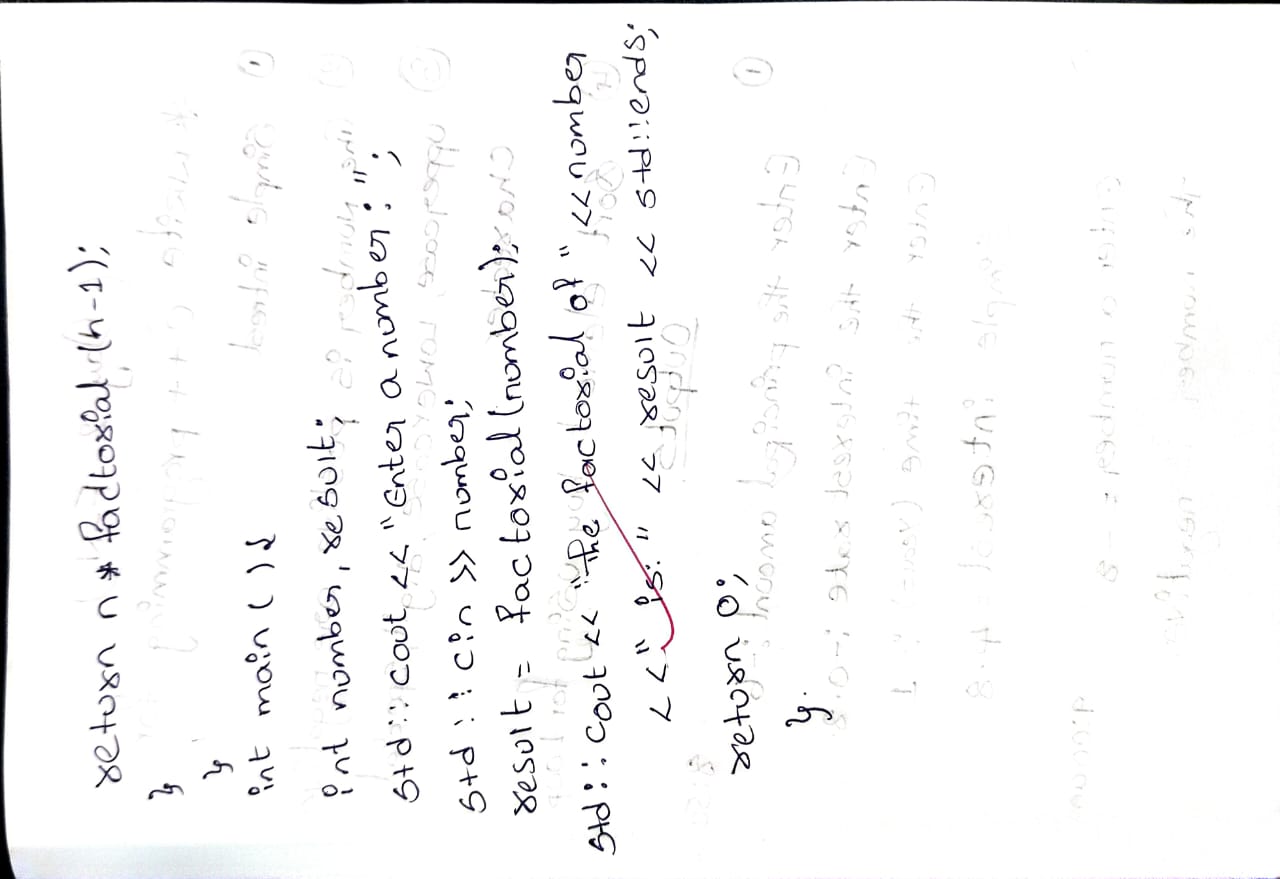 return n * factorial (n-1);
}
}
int main ( ) {
int number, result;
std :: cout << "Enter a number : ";
std :: cin >> number;
result = factorial (number);
std :: cout << "The factorial of " << number
<< " is: " << result << std::ends;
return 0;
}.